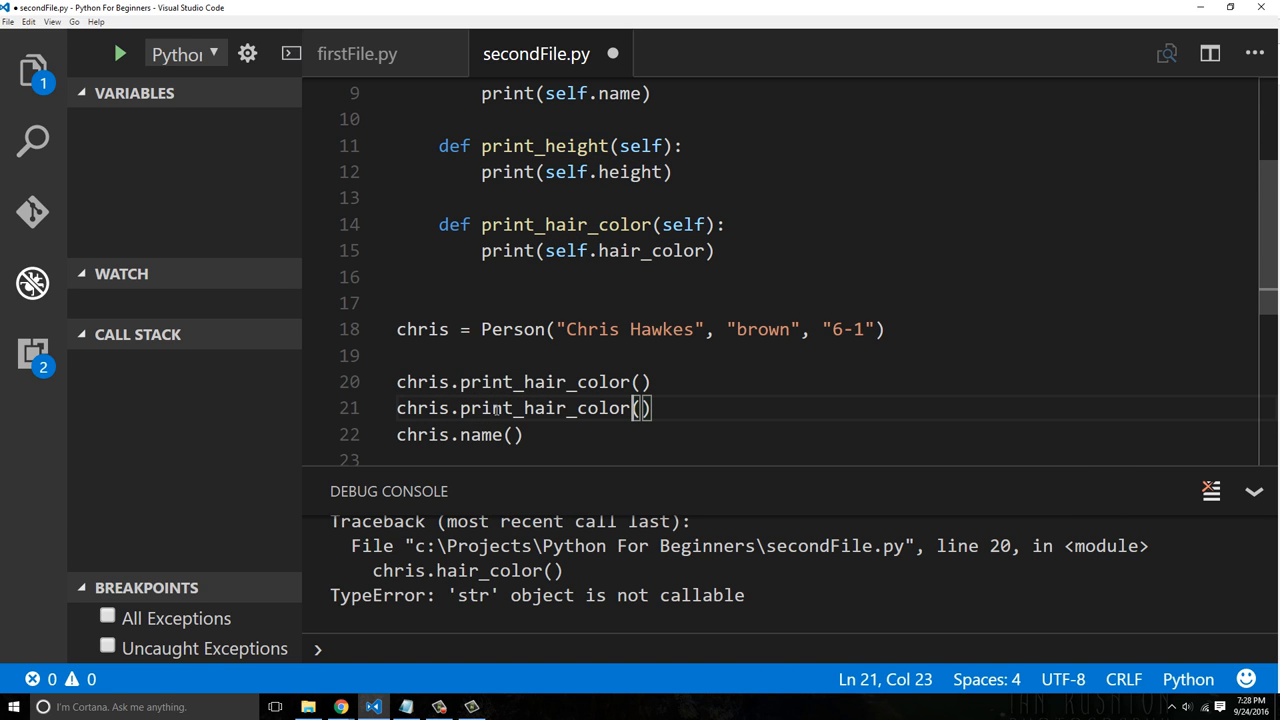 secondFile.py - Python For Beginners - Visual Studio Code
File Edit View Go Help
Pythor
firstFile.py
secondFile.py
1
VARIABLES
WATCH
CALL STACK
2
BREAKPOINTS
All Exceptions
Uncaught Exceptions
9 print(self.name)
10
11 def print_height(self):
12 print(self.height)
13
14 def print_hair_color(self):
15 print(self.hair_color)
16
17
18 chris = Person("Chris Hawkes", "brown", "6-1")
19
20 chris.print_hair_color()
21 chris.print_hair_color()
22 chris.name()
23
DEBUG CONSOLE
Traceback (most recent call last):
File "c:\Projects\Python For Beginners\secondFile.py", line 20, in <module>
chris.hair_color()
TypeError: 'str' object is not callable
0 0 Ln 21, Col 23 Spaces: 4 UTF-8 CRLF Python
I'm Cortana. Ask me anything.
7:28 PM
9/24/2016